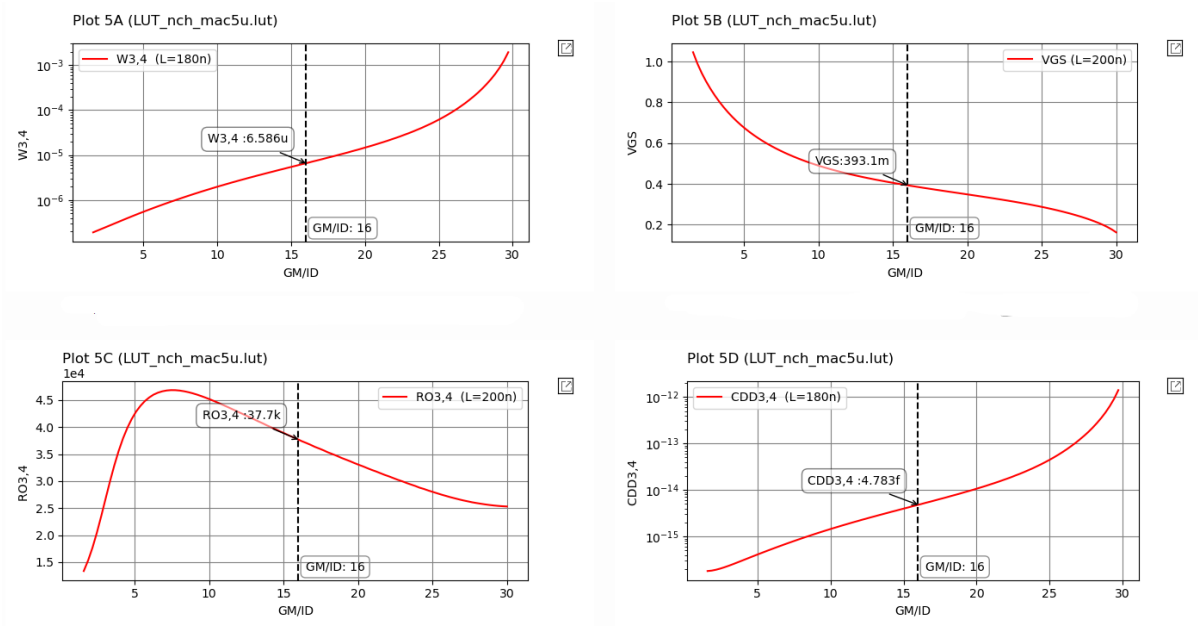 Plot 5A (LUT_nch_mac5u.lut)
W3,4 (L=180n)
10⁻³
10⁻⁴
10⁻⁵
10⁻⁶
W3,4
W3,4 :6.586u
GM/ID: 16
5 10 15 20 25 30
GM/ID
Plot 5B (LUT_nch_mac5u.lut)
VGS (L=200n)
1.0
0.8
0.6
0.4
0.2
VGS
VGS:393.1m
GM/ID: 16
5 10 15 20 25 30
GM/ID
Plot 5C (LUT_nch_mac5u.lut)
1e4
RO3,4 (L=200n)
4.5
4.0
3.5
3.0
2.5
2.0
1.5
RO3,4
RO3,4 :37.7k
GM/ID: 16
5 10 15 20 25 30
GM/ID
Plot 5D (LUT_nch_mac5u.lut)
CDD3,4 (L=180n)
10⁻¹²
10⁻¹³
10⁻¹⁴
10⁻¹⁵
CDD3,4
CDD3,4 :4.783f
GM/ID: 16
5 10 15 20 25 30
GM/ID